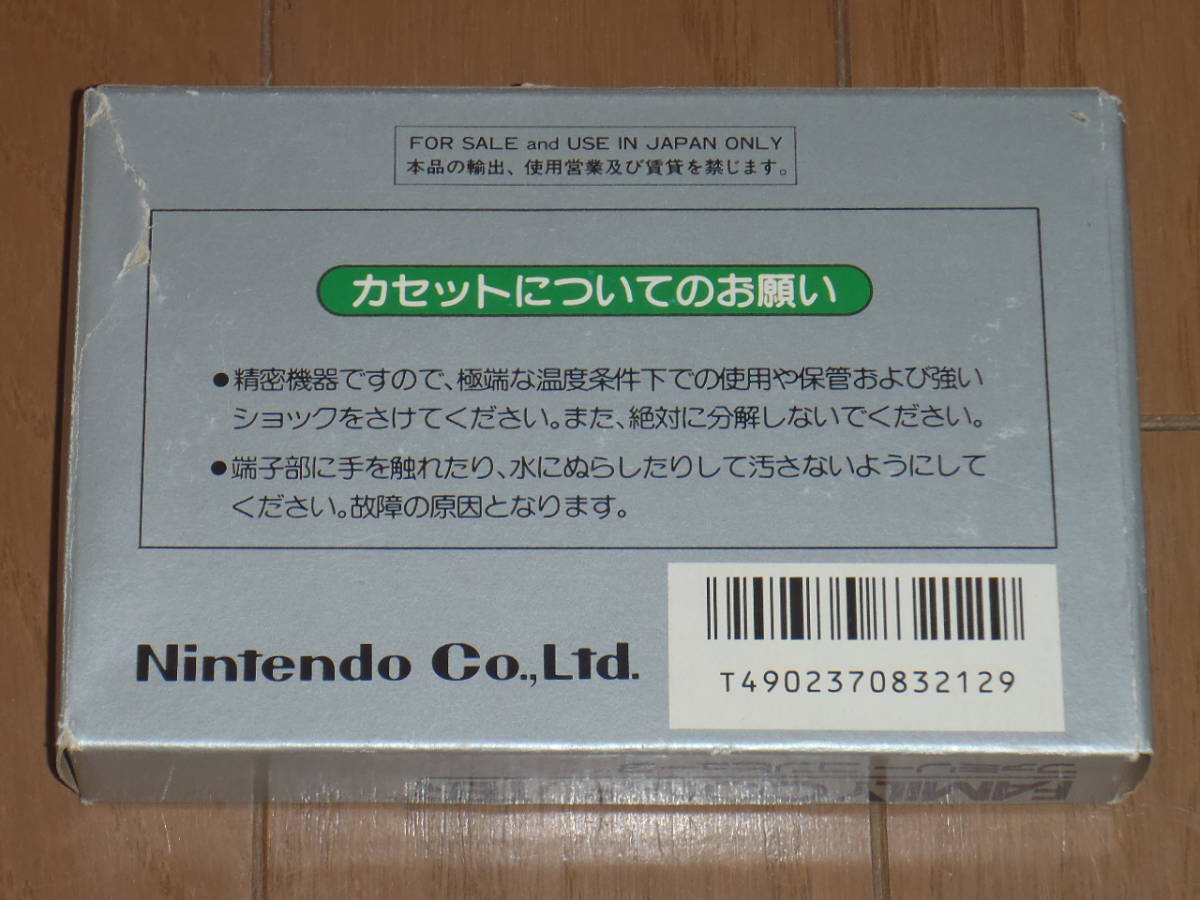 FOR SALE and USE IN JAPAN ONLY
本品の輸出、使用営業及び賃貸を禁じます。
カセットについてのお願い
●精密機器ですので、極端な温度条件下での使用や保管および強い
ショックをさけてください。また、絶対に分解しないでください。
●端子部に手を触れたり、水にぬらしたりして汚さないようにして
ください。故障の原因となります。
Nintendo Co.,Ltd.
T4902370832129